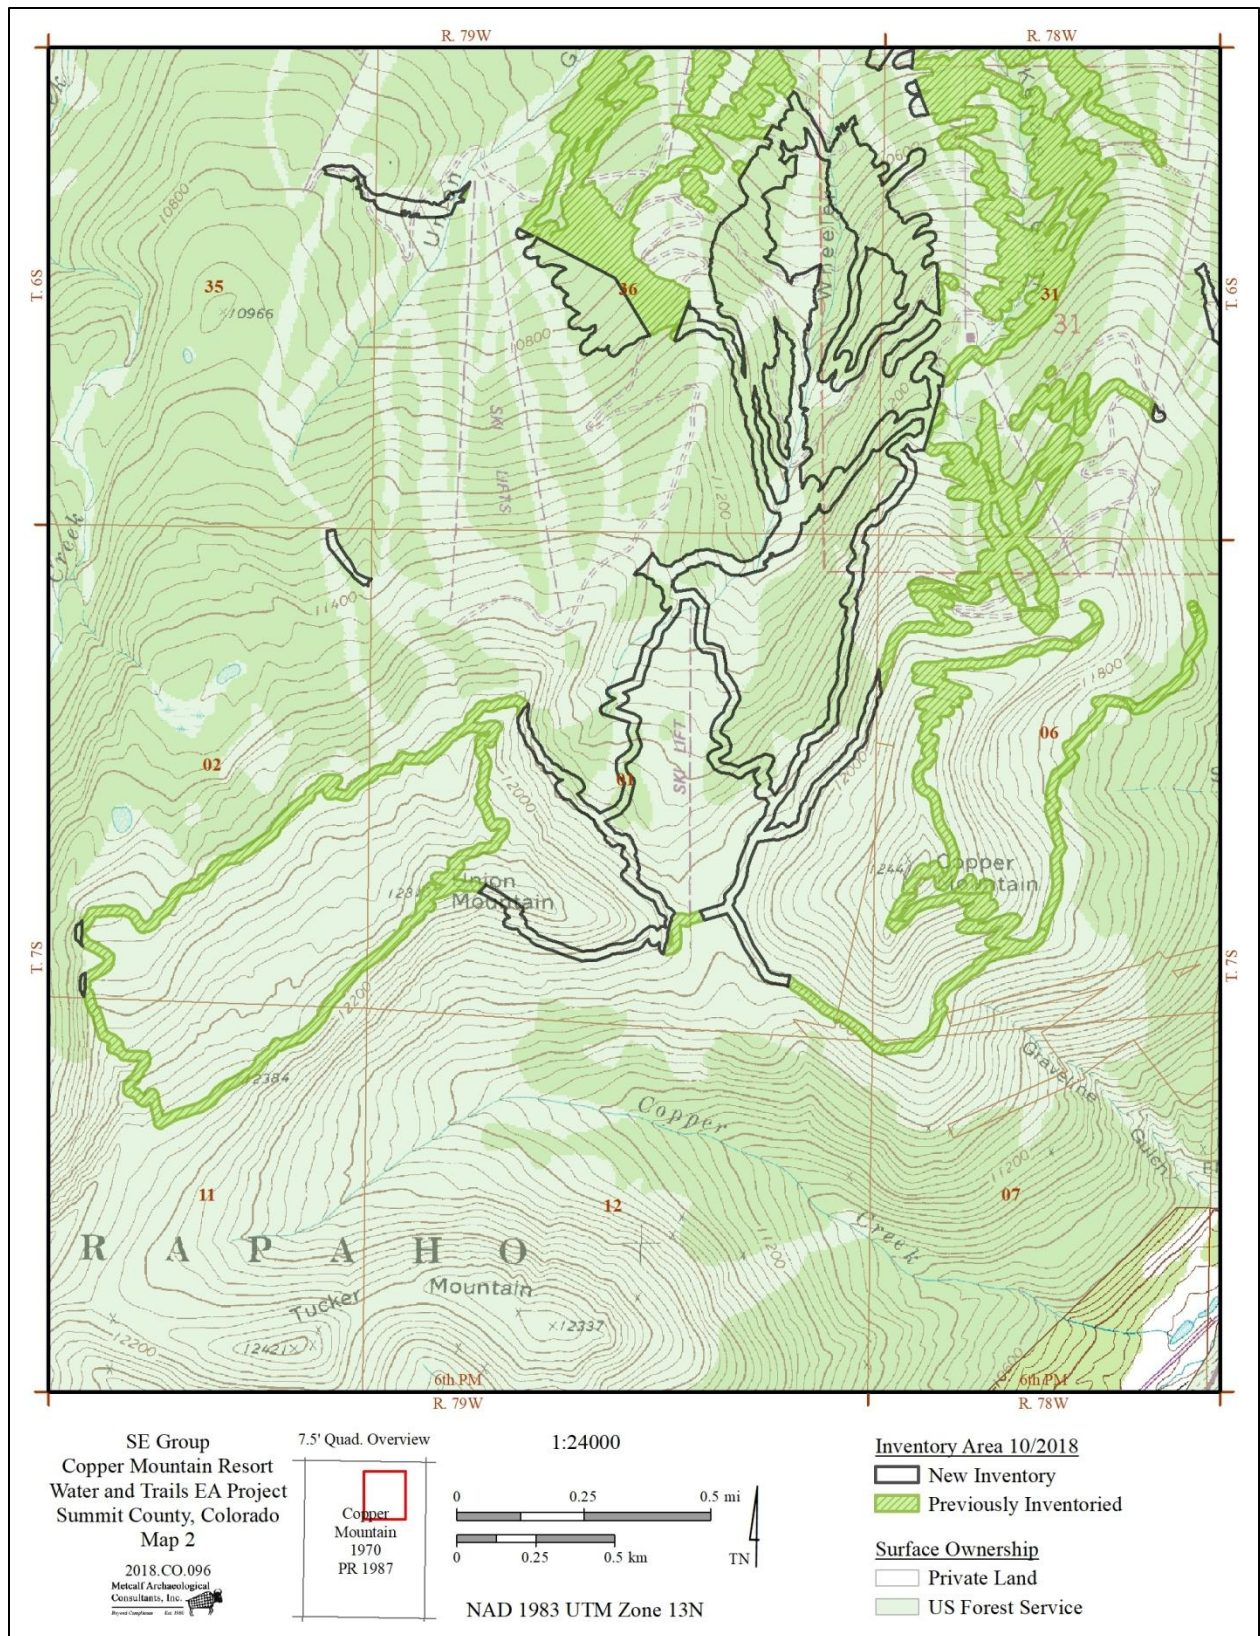 R. 79W
R. 78W
T. 6S
T. 6S
10800
Union
Wheeler
35
10966
36
10800
31
31
SKI
LIFTS
11200
Creek
11400
02
01
SKI LIFT
06
11800
12000
12000
Union
Mountain
12441
Copper
Mountain
T. 7S
T. 7S
12200
12384
Graveline
Gulch
Copper
Creek
11
12
07
11200
11200
R A P A H O
Tucker
Mountain
12200
12421
12337
6th PM
6th PM
R. 79W
R. 78W
SE Group
Copper Mountain Resort
Water and Trails EA Project
Summit County, Colorado
Map 2
2018.CO.096
Metcalf Archaeological
Consultants, Inc.
Beyond Compliance Est. 1980
7.5' Quad. Overview
Copper
Mountain
1970
PR 1987
1:24000
0 0.25 0.5 mi
0 0.25 0.5 km
TN
NAD 1983 UTM Zone 13N
Inventory Area 10/2018
New Inventory
Previously Inventoried
Surface Ownership
Private Land
US Forest Service